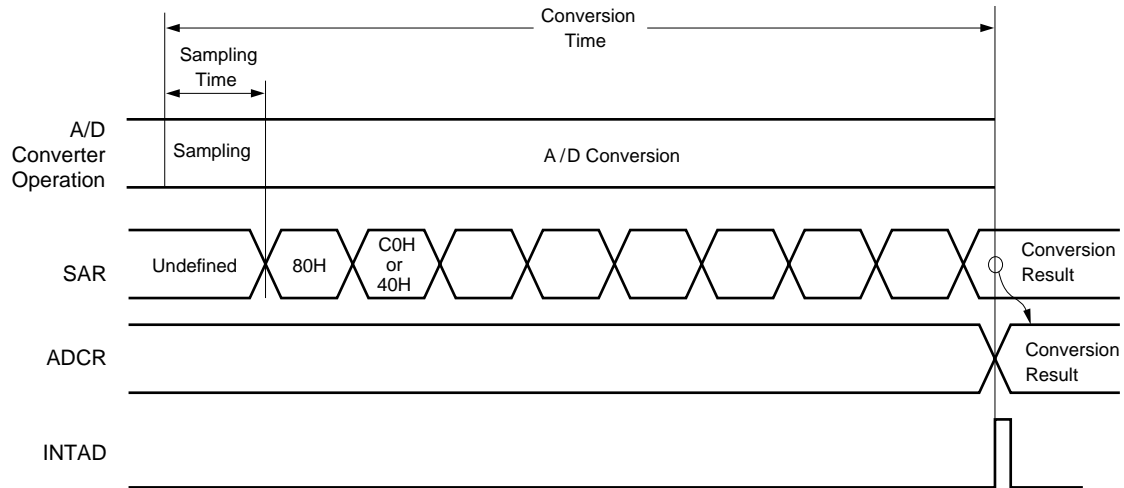 Conversion
Time
Sampling
Time
A/D
Converter
Operation
Sampling
A/D Conversion
SAR
Undefined
80H
C0H
or
40H
Conversion
Result
ADCR
Conversion
Result
INTAD